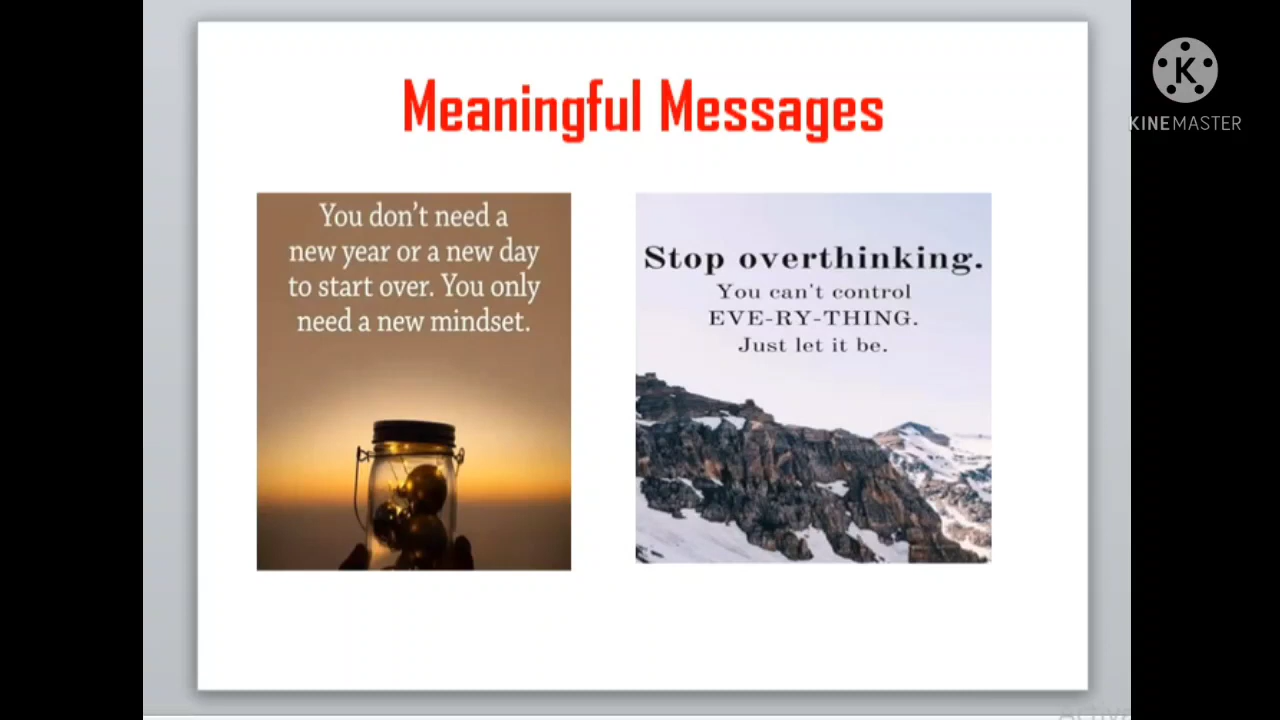 Meaningful Messages
K
KINEMASTER
You don't need a
new year or a new day
to start over. You only
need a new mindset.
Stop overthinking.
You can't control
EVE-RY-THING.
Just let it be.